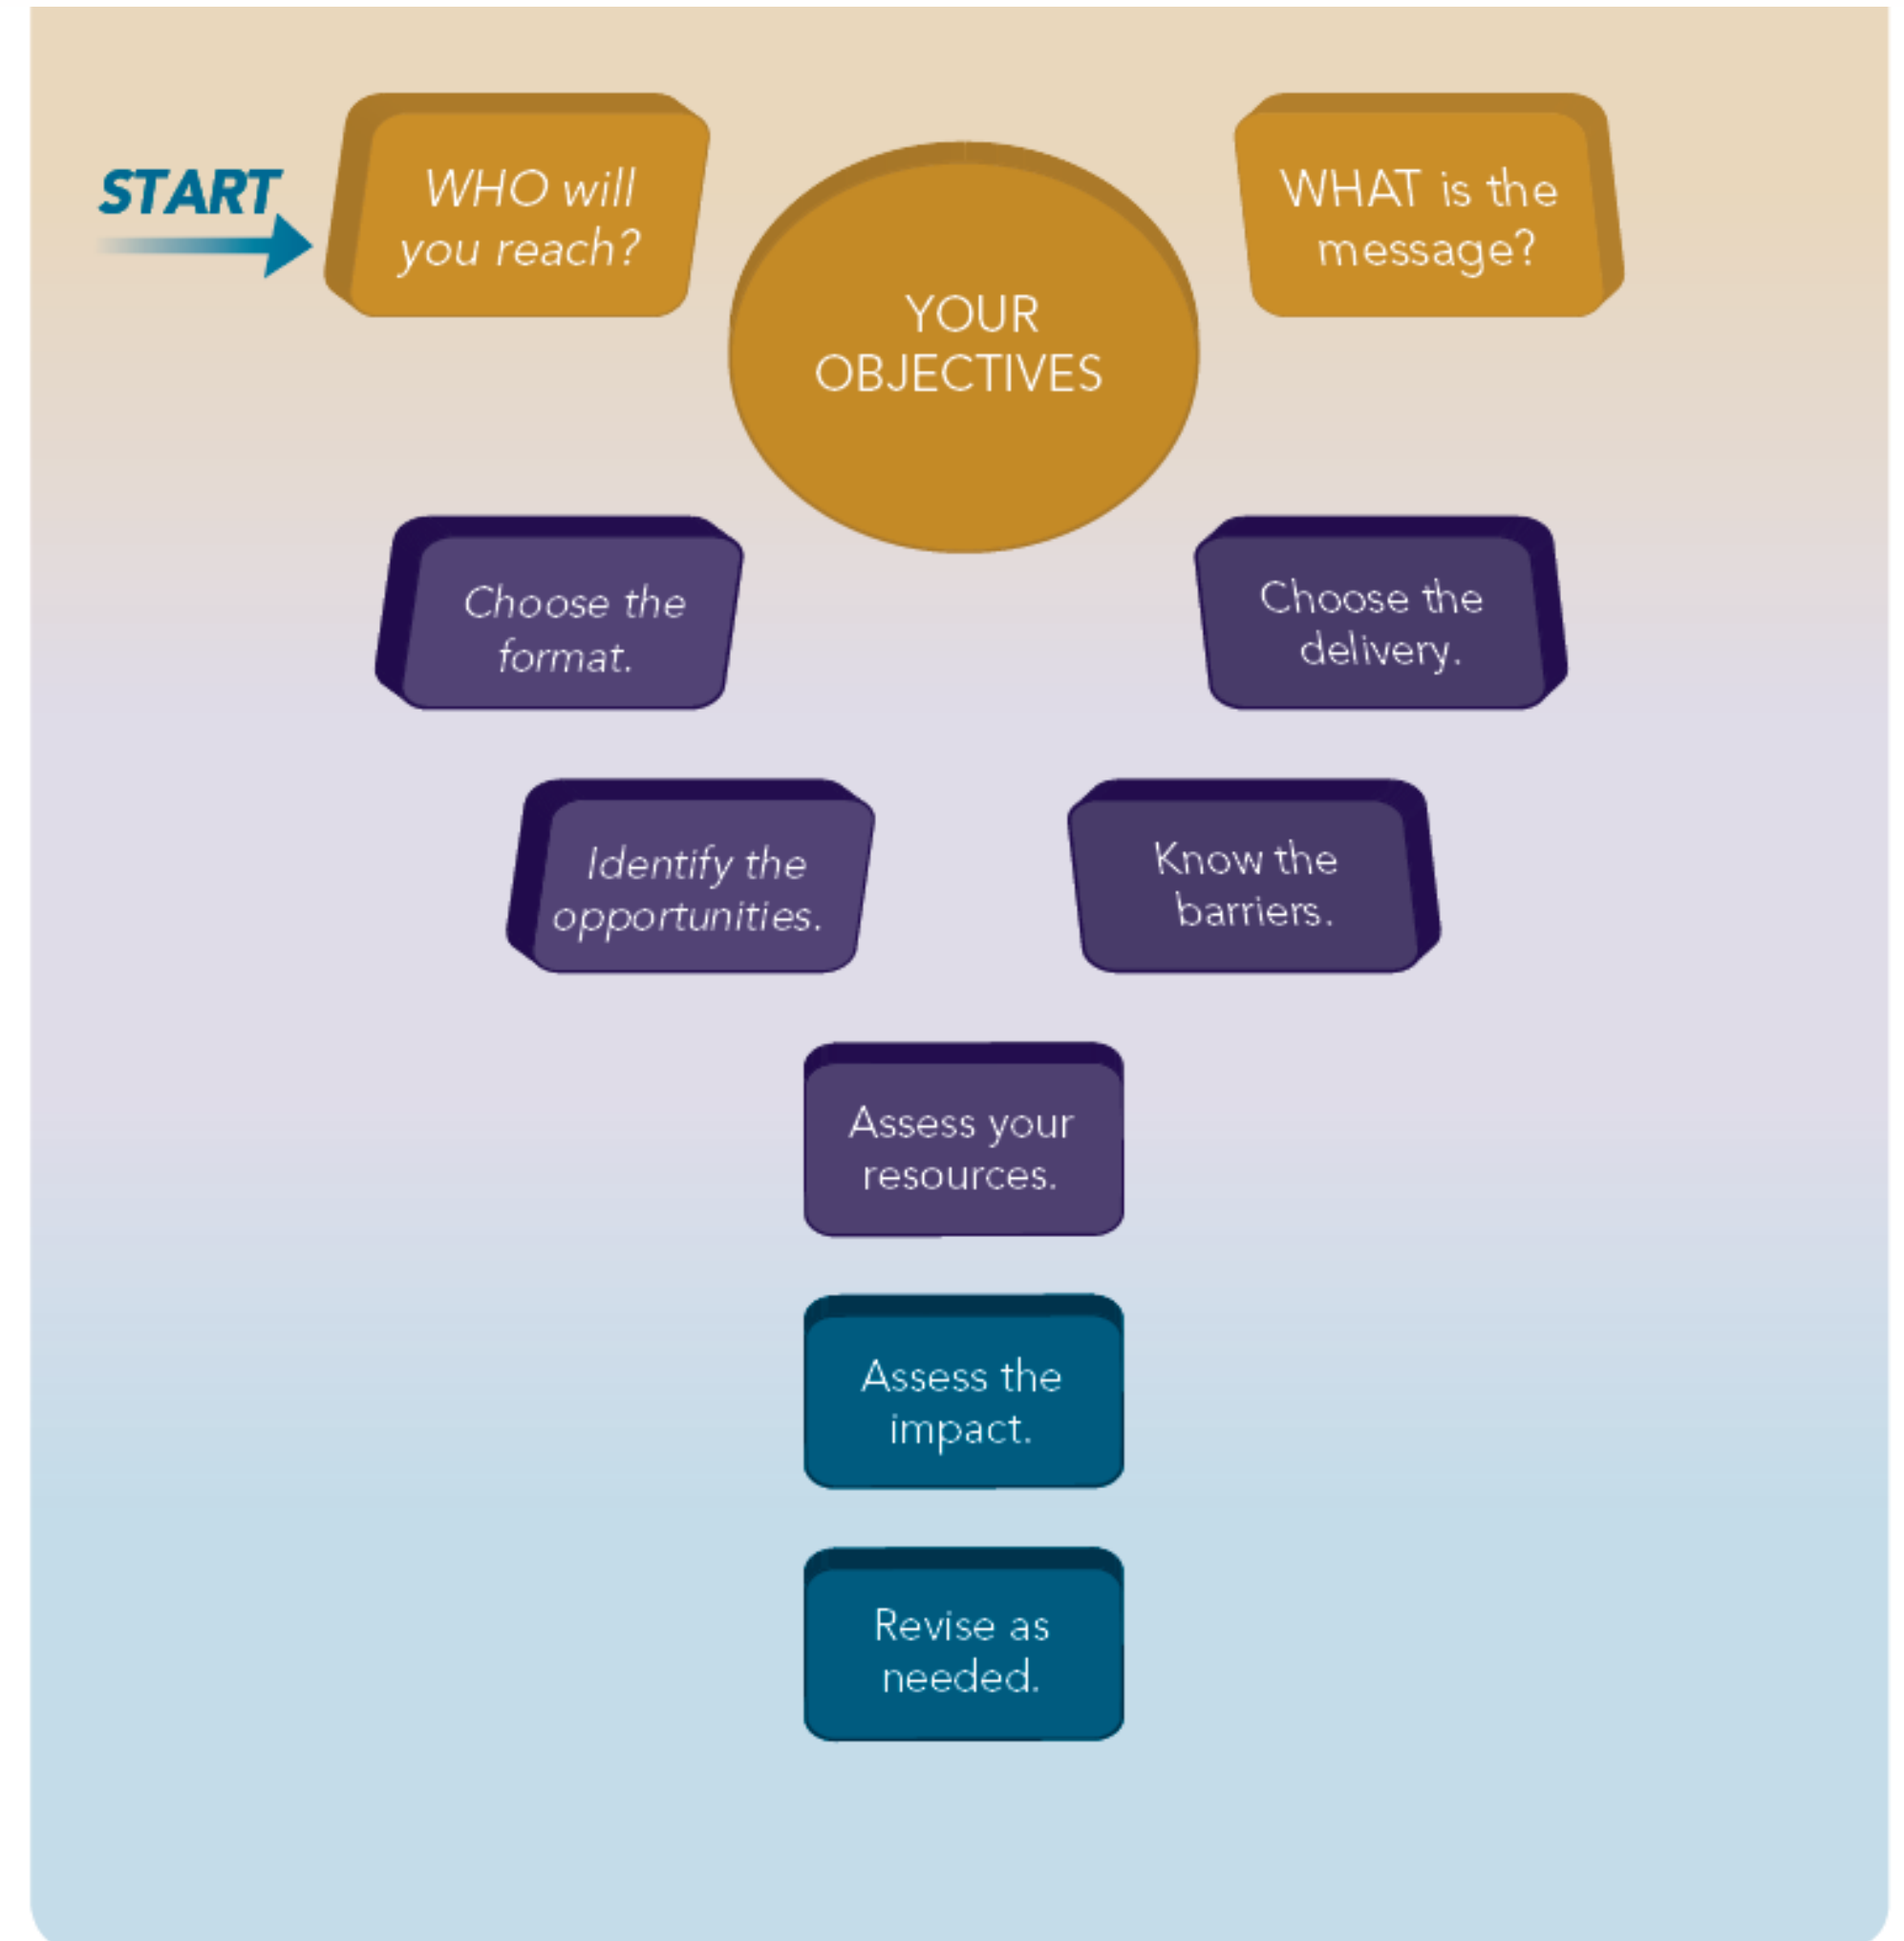 START
WHO will
you reach?
WHAT is the
message?
YOUR
OBJECTIVES
Choose the
format.
Choose the
delivery.
Identify the
opportunities.
Know the
barriers.
Assess your
resources.
Assess the
impact.
Revise as
needed.